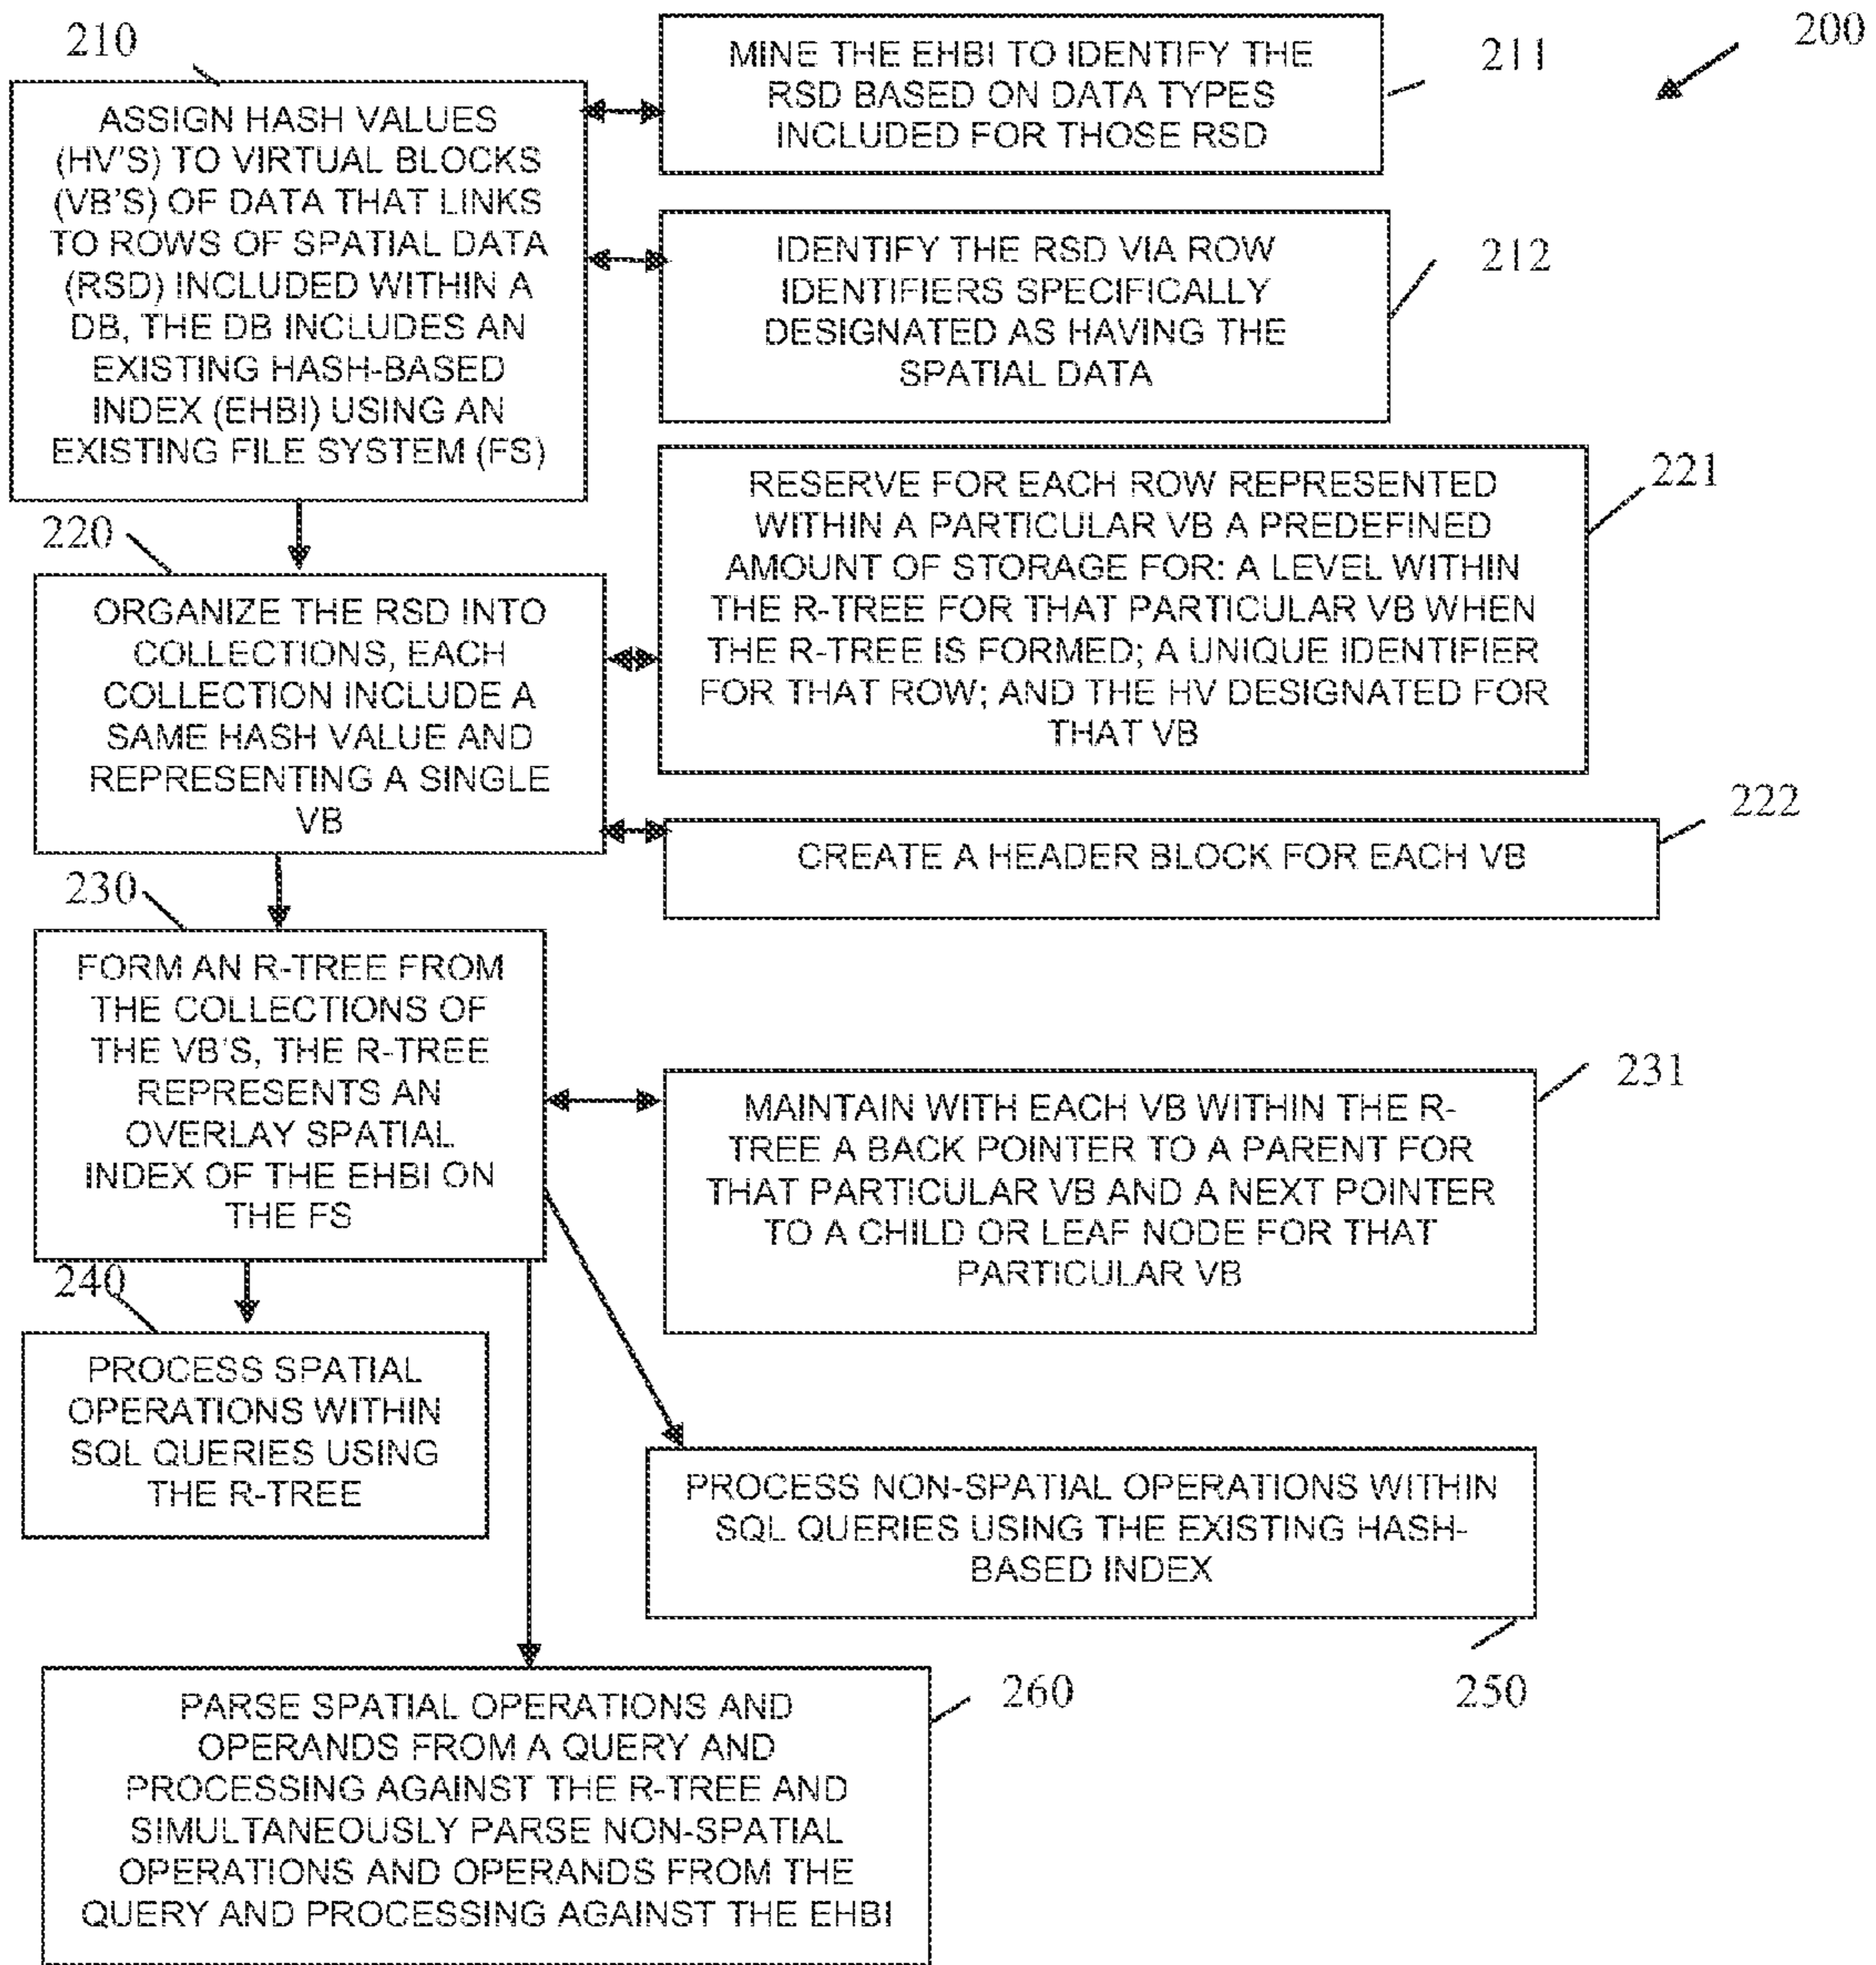 200
210
ASSIGN HASH VALUES
(HV'S) TO VIRTUAL BLOCKS
(VB'S) OF DATA THAT LINKS
TO ROWS OF SPATIAL DATA
(RSD) INCLUDED WITHIN A
DB, THE DB INCLUDES AN
EXISTING HASH-BASED
INDEX (EHBI) USING AN
EXISTING FILE SYSTEM (FS)
211
MINE THE EHBI TO IDENTIFY THE
RSD BASED ON DATA TYPES
INCLUDED FOR THOSE RSD
212
IDENTIFY THE RSD VIA ROW
IDENTIFIERS SPECIFICALLY
DESIGNATED AS HAVING THE
SPATIAL DATA
220
ORGANIZE THE RSD INTO
COLLECTIONS, EACH
COLLECTION INCLUDE A
SAME HASH VALUE AND
REPRESENTING A SINGLE
VB
221
RESERVE FOR EACH ROW REPRESENTED
WITHIN A PARTICULAR VB A PREDEFINED
AMOUNT OF STORAGE FOR: A LEVEL WITHIN
THE R-TREE FOR THAT PARTICULAR VB WHEN
THE R-TREE IS FORMED; A UNIQUE IDENTIFIER
FOR THAT ROW; AND THE HV DESIGNATED FOR
THAT VB
222
CREATE A HEADER BLOCK FOR EACH VB
230
FORM AN R-TREE FROM
THE COLLECTIONS OF
THE VB'S, THE R-TREE
REPRESENTS AN
OVERLAY SPATIAL
INDEX OF THE EHBI ON
THE FS
231
MAINTAIN WITH EACH VB WITHIN THE R-
TREE A BACK POINTER TO A PARENT FOR
THAT PARTICULAR VB AND A NEXT POINTER
TO A CHILD OR LEAF NODE FOR THAT
PARTICULAR VB
240
PROCESS SPATIAL
OPERATIONS WITHIN
SQL QUERIES USING
THE R-TREE
PROCESS NON-SPATIAL OPERATIONS WITHIN
SQL QUERIES USING THE EXISTING HASH-
BASED INDEX
250
260
PARSE SPATIAL OPERATIONS AND
OPERANDS FROM A QUERY AND
PROCESSING AGAINST THE R-TREE AND
SIMULTANEOUSLY PARSE NON-SPATIAL
OPERATIONS AND OPERANDS FROM THE
QUERY AND PROCESSING AGAINST THE EHBI